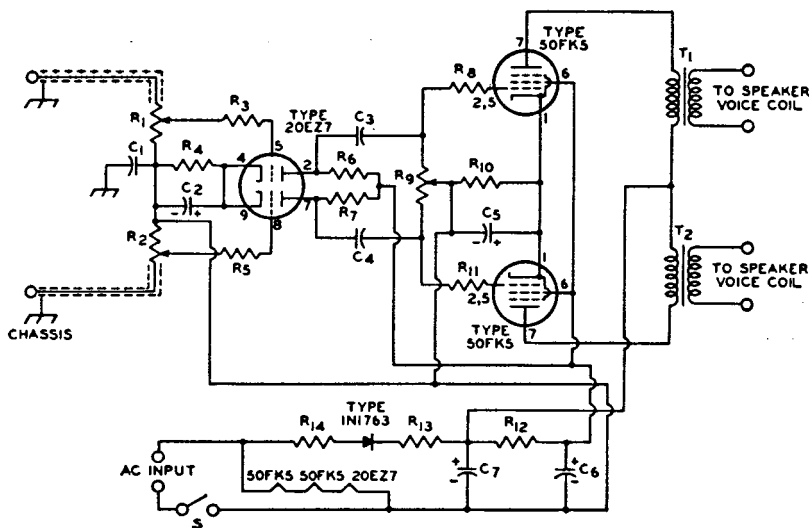 TYPE
50FK5
7
6
2,5
1
R8
T1
TO SPEAKER
VOICE COIL
R3
R1
TYPE
20EZ7
5
C3
C1
R4
4
2
R6
R9
R10
C2
- +
9
7
R7
8
C5
- +
R2
R5
C4
R11
1
6
2,5
T2
TO SPEAKER
VOICE COIL
CHASSIS
TYPE
50FK5
7
TYPE
1N1763
R14
R13
R12
AC INPUT
50FK5 50FK5 20EZ7
+
-
C7
+
-
C6
S